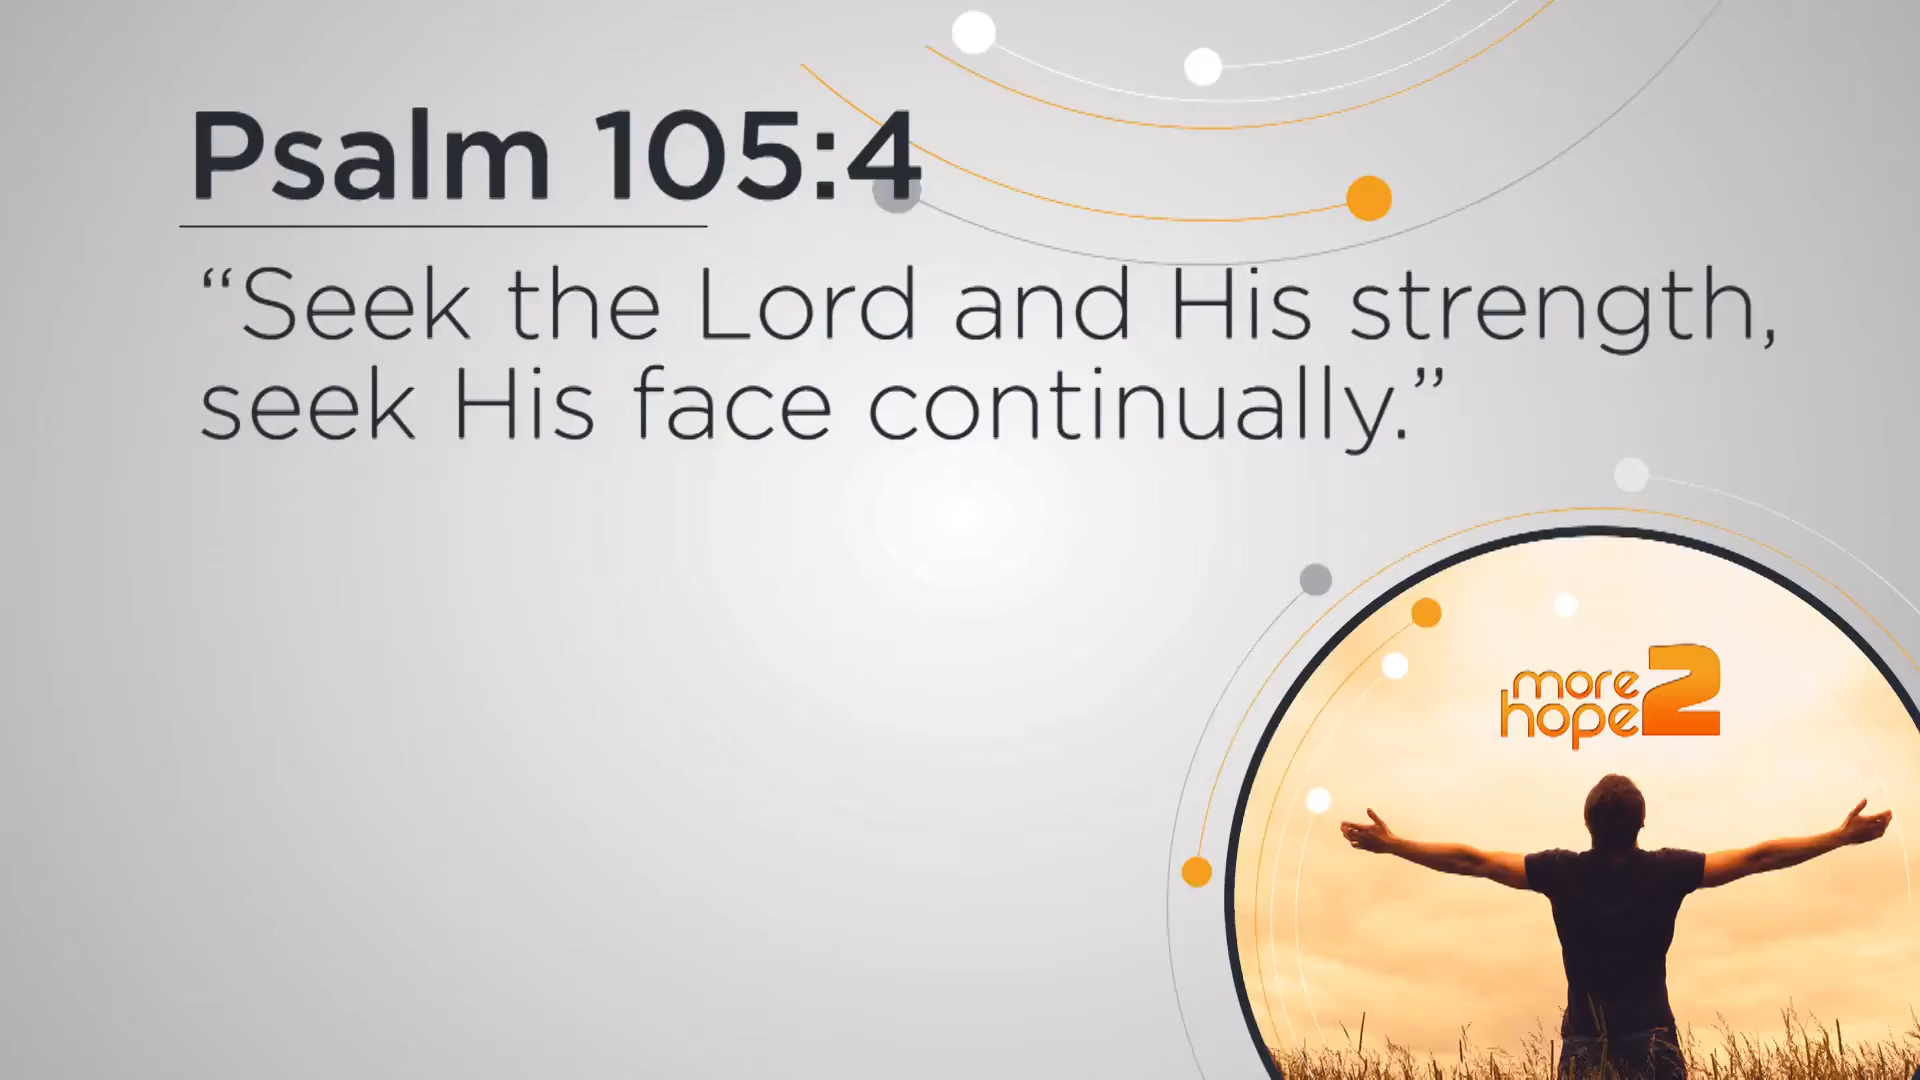 Psalm 105:4
“Seek the Lord and His strength,
seek His face continually.”
more
hope2